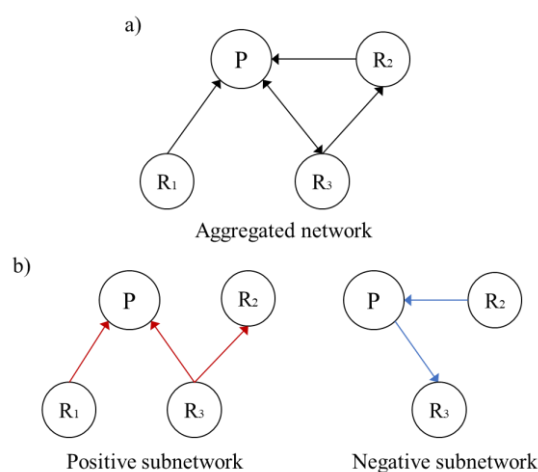 a)
P
R₂
R₁
R₃
Aggregated network
b)
P
R₂
P
R₂
R₁
R₃
R₃
Positive subnetwork
Negative subnetwork